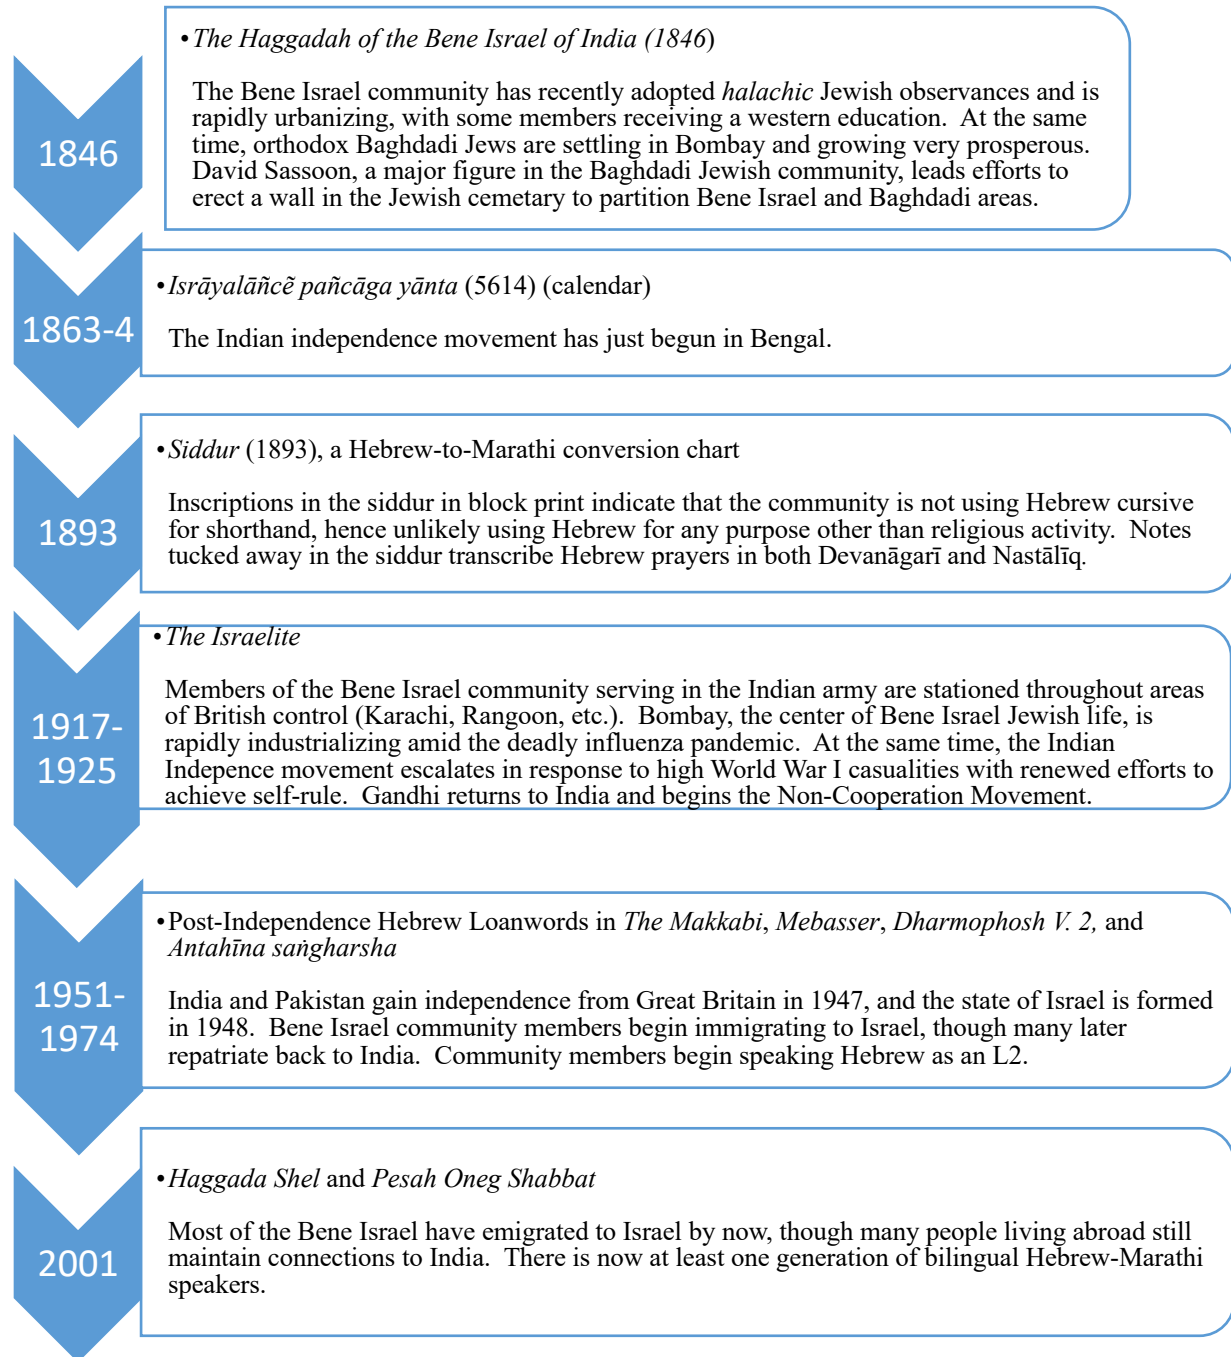 1846
• The Haggadah of the Bene Israel of India (1846)
The Bene Israel community has recently adopted halachic Jewish observances and is
rapidly urbanizing, with some members receiving a western education.  At the same
time, orthodox Baghdadi Jews are settling in Bombay and growing very prosperous.
David Sassoon, a major figure in the Baghdadi Jewish community, leads efforts to
erect a wall in the Jewish cemetary to partition Bene Israel and Baghdadi areas.
1863-4
• Isrāyalāñcẽ pañcāga yānta (5614) (calendar)
The Indian independence movement has just begun in Bengal.
1893
• Siddur (1893), a Hebrew-to-Marathi conversion chart
Inscriptions in the siddur in block print indicate that the community is not using Hebrew cursive
for shorthand, hence unlikely using Hebrew for any purpose other than religious activity.  Notes
tucked away in the siddur transcribe Hebrew prayers in both Devanāgarī and Nastālīq.
1917-
1925
• The Israelite
Members of the Bene Israel community serving in the Indian army are stationed throughout areas
of British control (Karachi, Rangoon, etc.).  Bombay, the center of Bene Israel Jewish life, is
rapidly industrializing amid the deadly influenza pandemic.  At the same time, the Indian
Indepence movement escalates in response to high World War I casualities with renewed efforts to
achieve self-rule.  Gandhi returns to India and begins the Non-Cooperation Movement.
1951-
1974
• Post-Independence Hebrew Loanwords in The Makkabi, Mebasser, Dharmophosh V. 2, and
Antahīna saṅgharsha
India and Pakistan gain independence from Great Britain in 1947, and the state of Israel is formed
in 1948.  Bene Israel community members begin immigrating to Israel, though many later
repatriate back to India.  Community members begin speaking Hebrew as an L2.
2001
• Haggada Shel and Pesah Oneg Shabbat
Most of the Bene Israel have emigrated to Israel by now, though many people living abroad still
maintain connections to India.  There is now at least one generation of bilingual Hebrew-Marathi
speakers.